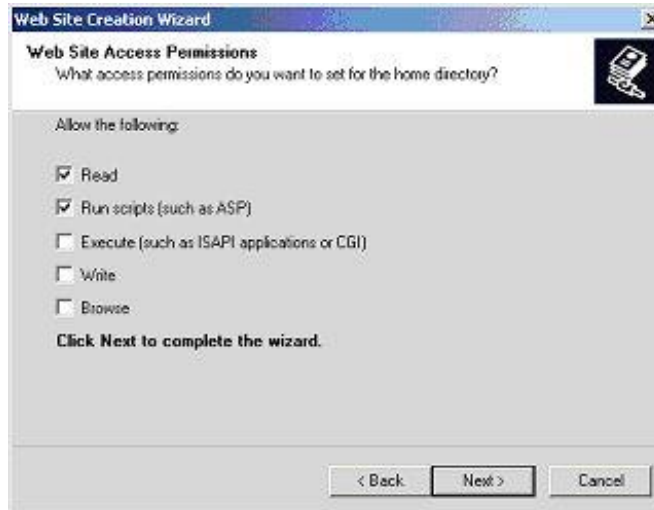 Web Site Creation Wizard
Web Site Access Permissions
What access permissions do you want to set for the home directory?
Allow the following:
Read
Run scripts (such as ASP)
Execute (such as ISAPI applications or CGI)
Write
Browse
Click Next to complete the wizard.
< Back Next > Cancel